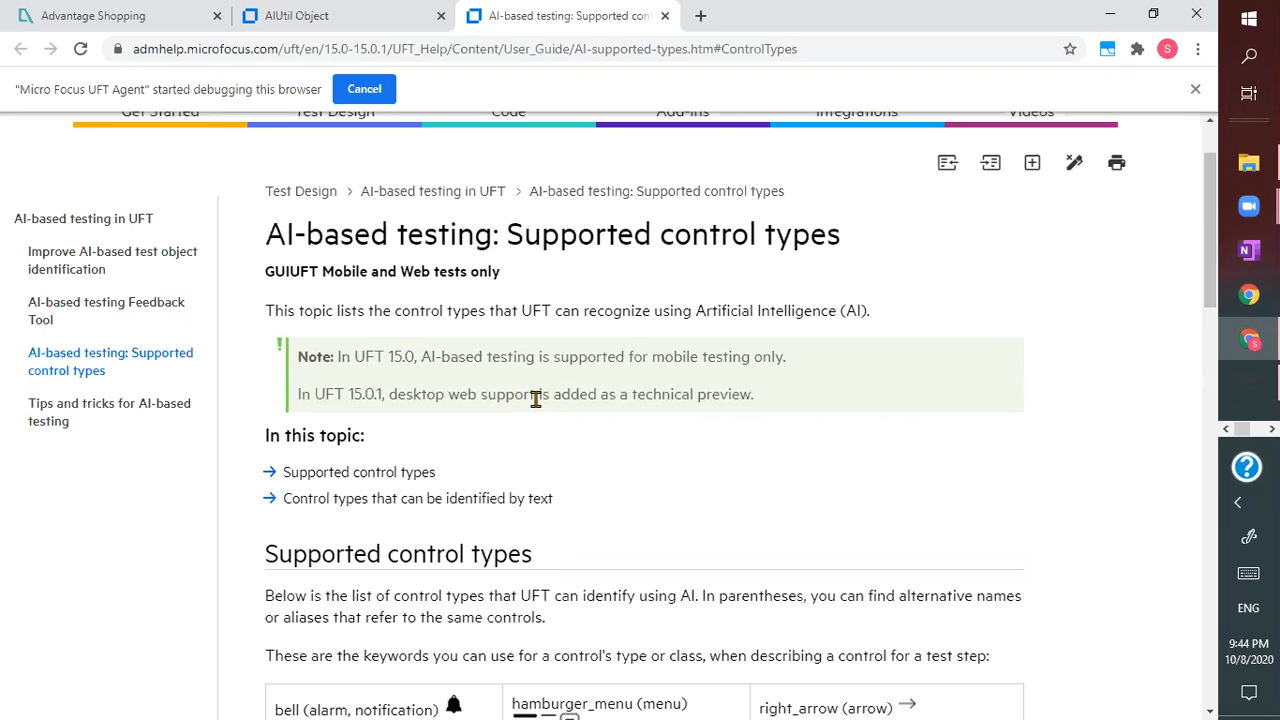 Advantage Shopping
AIUtil Object
AI-based testing: Supported con
admhelp.microfocus.com/uft/en/15.0-15.0.1/UFT_Help/Content/User_Guide/AI-supported-types.htm#ControlTypes
S
"Micro Focus UFT Agent" started debugging this browser
Cancel
Get Started
Test Design
Code
Add-ins
Integrations
Videos
Test Design > AI-based testing in UFT > AI-based testing: Supported control types
AI-based testing in UFT
Improve AI-based test object
identification
AI-based testing Feedback
Tool
AI-based testing: Supported
control types
Tips and tricks for AI-based
testing
AI-based testing: Supported control types
GUIUFT Mobile and Web tests only
This topic lists the control types that UFT can recognize using Artificial Intelligence (AI).
Note: In UFT 15.0, AI-based testing is supported for mobile testing only.
In UFT 15.0.1, desktop web support is added as a technical preview.
In this topic:
Supported control types
Control types that can be identified by text
Supported control types
Below is the list of control types that UFT can identify using AI. In parentheses, you can find alternative names
or aliases that refer to the same controls.
These are the keywords you can use for a control's type or class, when describing a control for a test step:
bell (alarm, notification)
hamburger_menu (menu)
right_arrow (arrow)
ENG
9:44 PM
10/8/2020